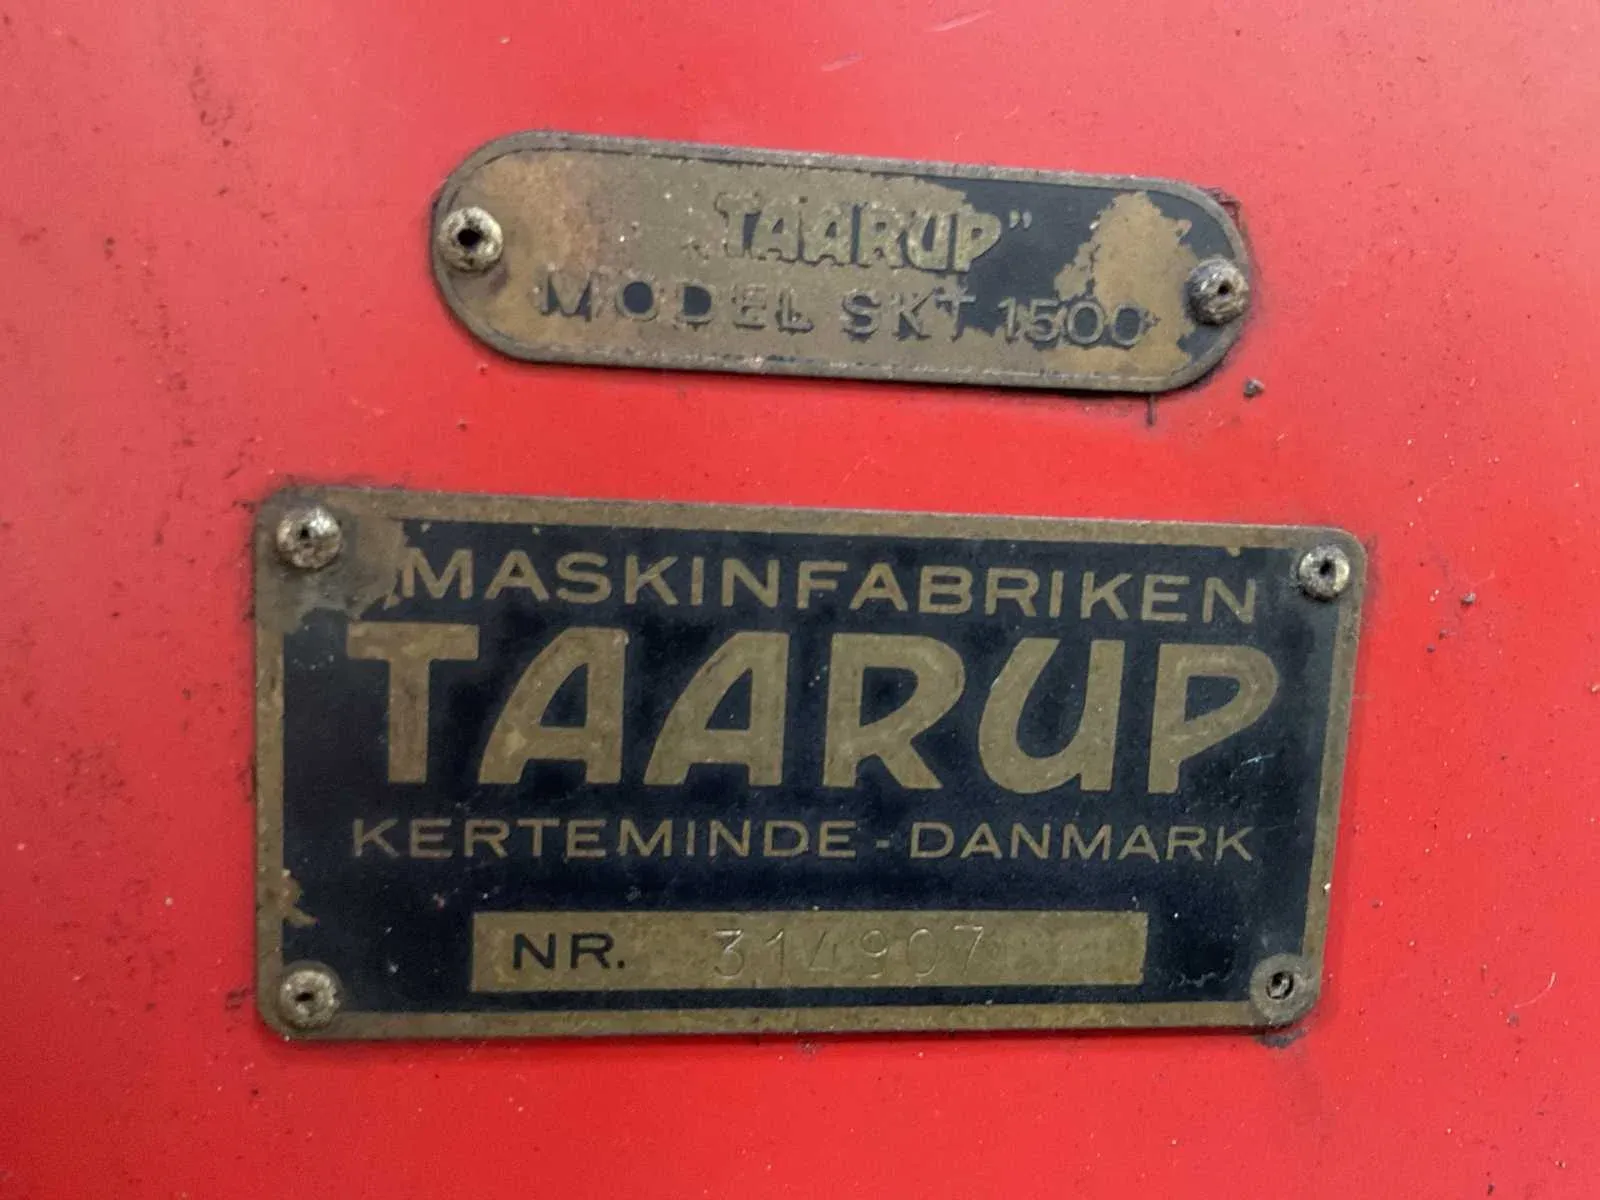 "TAARUP"
MODEL SKT 1500
MASKINFABRIKEN
TAARUP
KERTEMINDE - DANMARK
NR. 314907